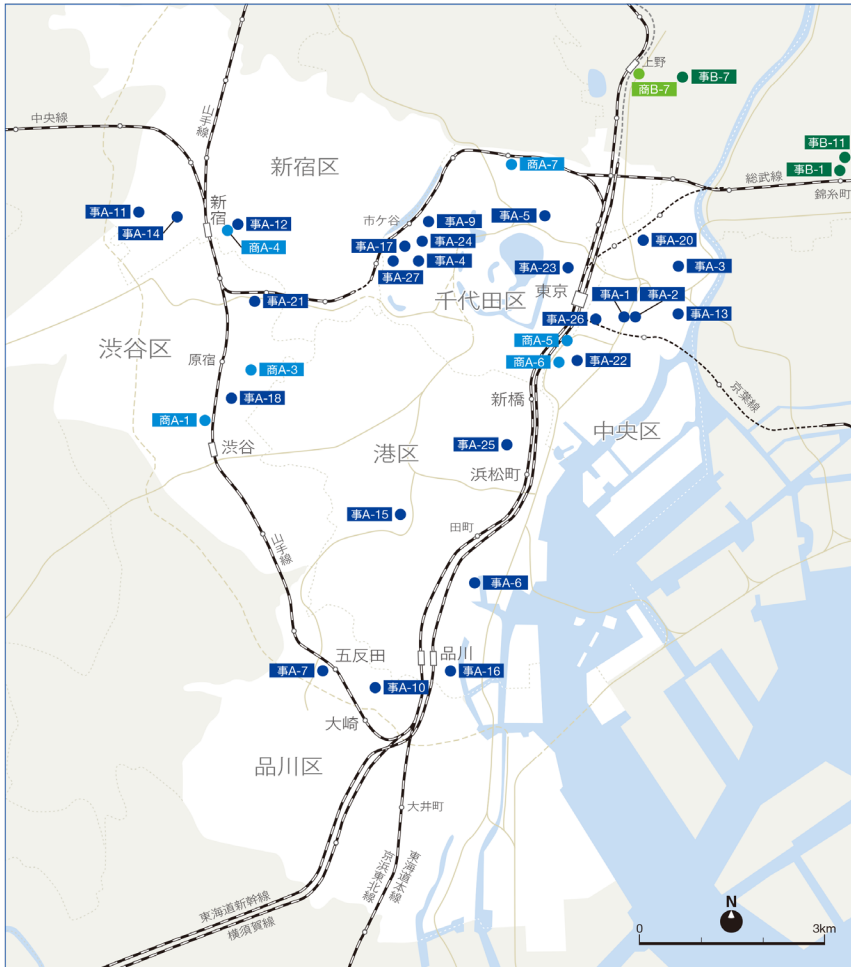 上野
商B-7
事B-7
山手線
中央線
新宿区
商A-7
事B-11
総武線
事B-1
錦糸町
事A-11
事A-14
新宿
事A-12
商A-4
市ケ谷
事A-9
事A-5
事A-17
事A-24
事A-27
事A-4
事A-20
事A-23
事A-3
千代田区
東京
事A-1
事A-2
事A-21
事A-26
事A-13
渋谷区
原宿
商A-3
商A-5
商A-6
事A-22
京葉線
事A-18
新橋
商A-1
渋谷
中央区
港区
事A-25
浜松町
事A-15
田町
山手線
事A-6
五反田
品川
事A-7
事A-10
事A-16
大崎
品川区
大井町
東海道本線
京浜東北線
東海道新幹線
横須賀線
N
0
3km